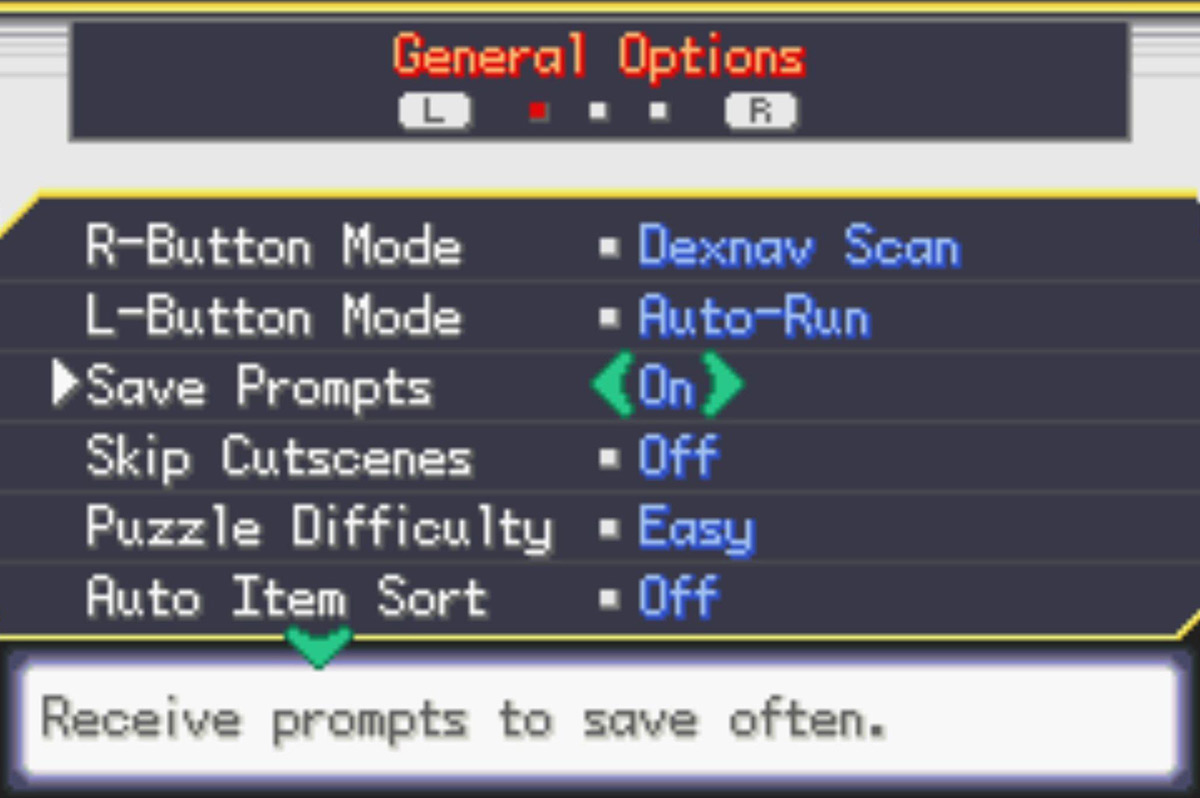 General Options
L R
R-Button Mode Dexnav Scan
L-Button Mode Auto-Run
Save Prompts On
Skip Cutscenes Off
Puzzle Difficulty Easy
Auto Item Sort Off
Receive prompts to save often.